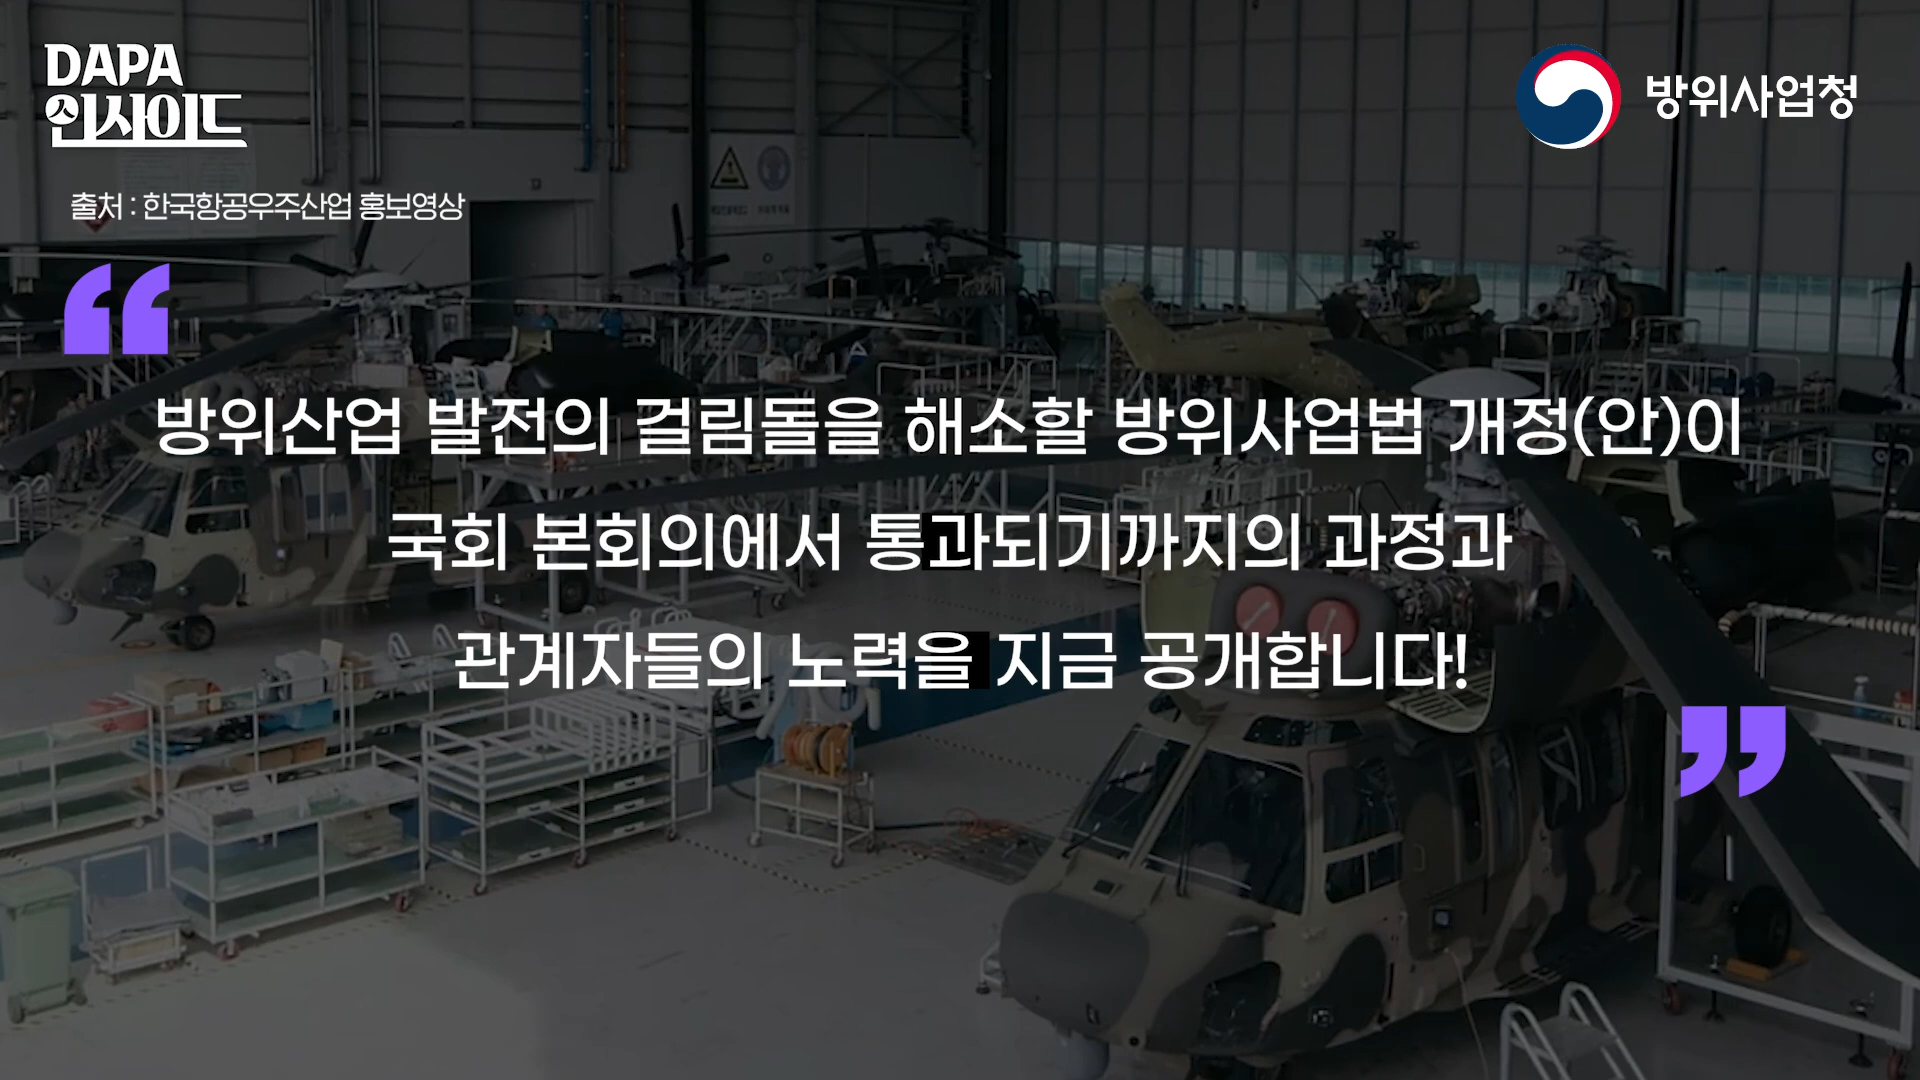 DAPA
인사이드
방위사업청
출처 : 한국항공우주산업 홍보영상
“
방위산업 발전의 걸림돌을 해소할 방위사업법 개정(안)이
국회 본회의에서 통과되기까지의 과정과
관계자들의 노력을 지금 공개합니다!
”